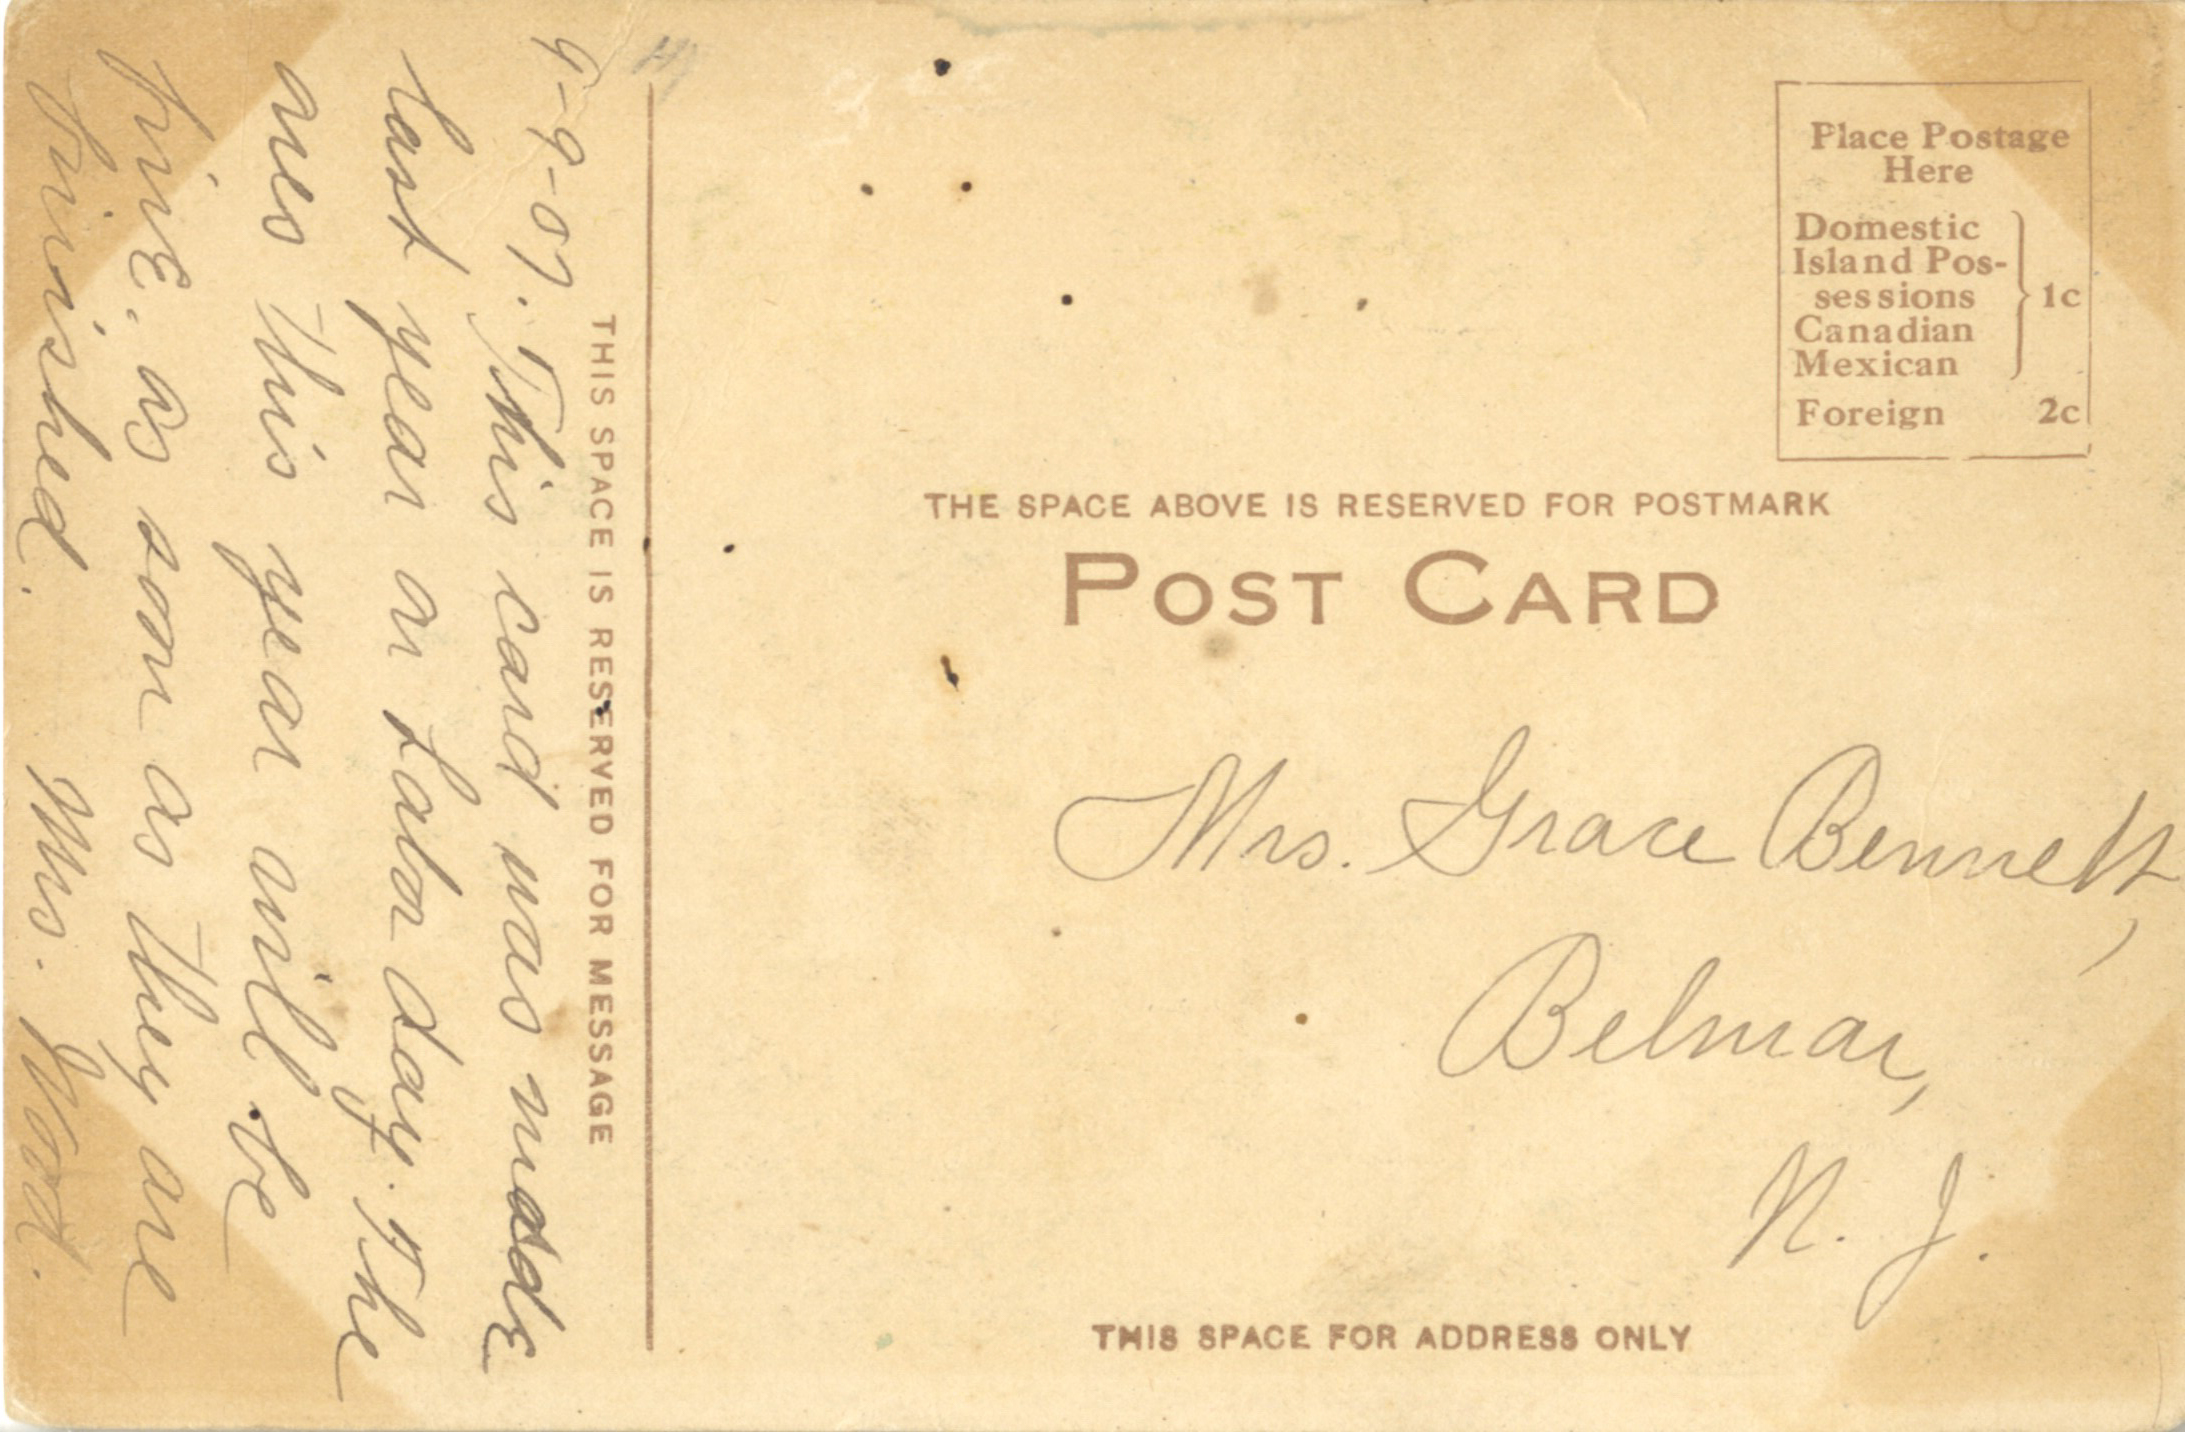 Place Postage
Here
Domestic
Island Pos-
sessions
Canadian
Mexican
1c
Foreign 2c
THE SPACE ABOVE IS RESERVED FOR POSTMARK
POST CARD
THIS SPACE IS RESERVED FOR MESSAGE
9-9-07. This card was made
last year on Labor day. The
ones this year will be
fine, as soon as they are
finished. Mrs. Wood.
Mrs. Grace Bennett,
Belmar,
N. J.
THIS SPACE FOR ADDRESS ONLY